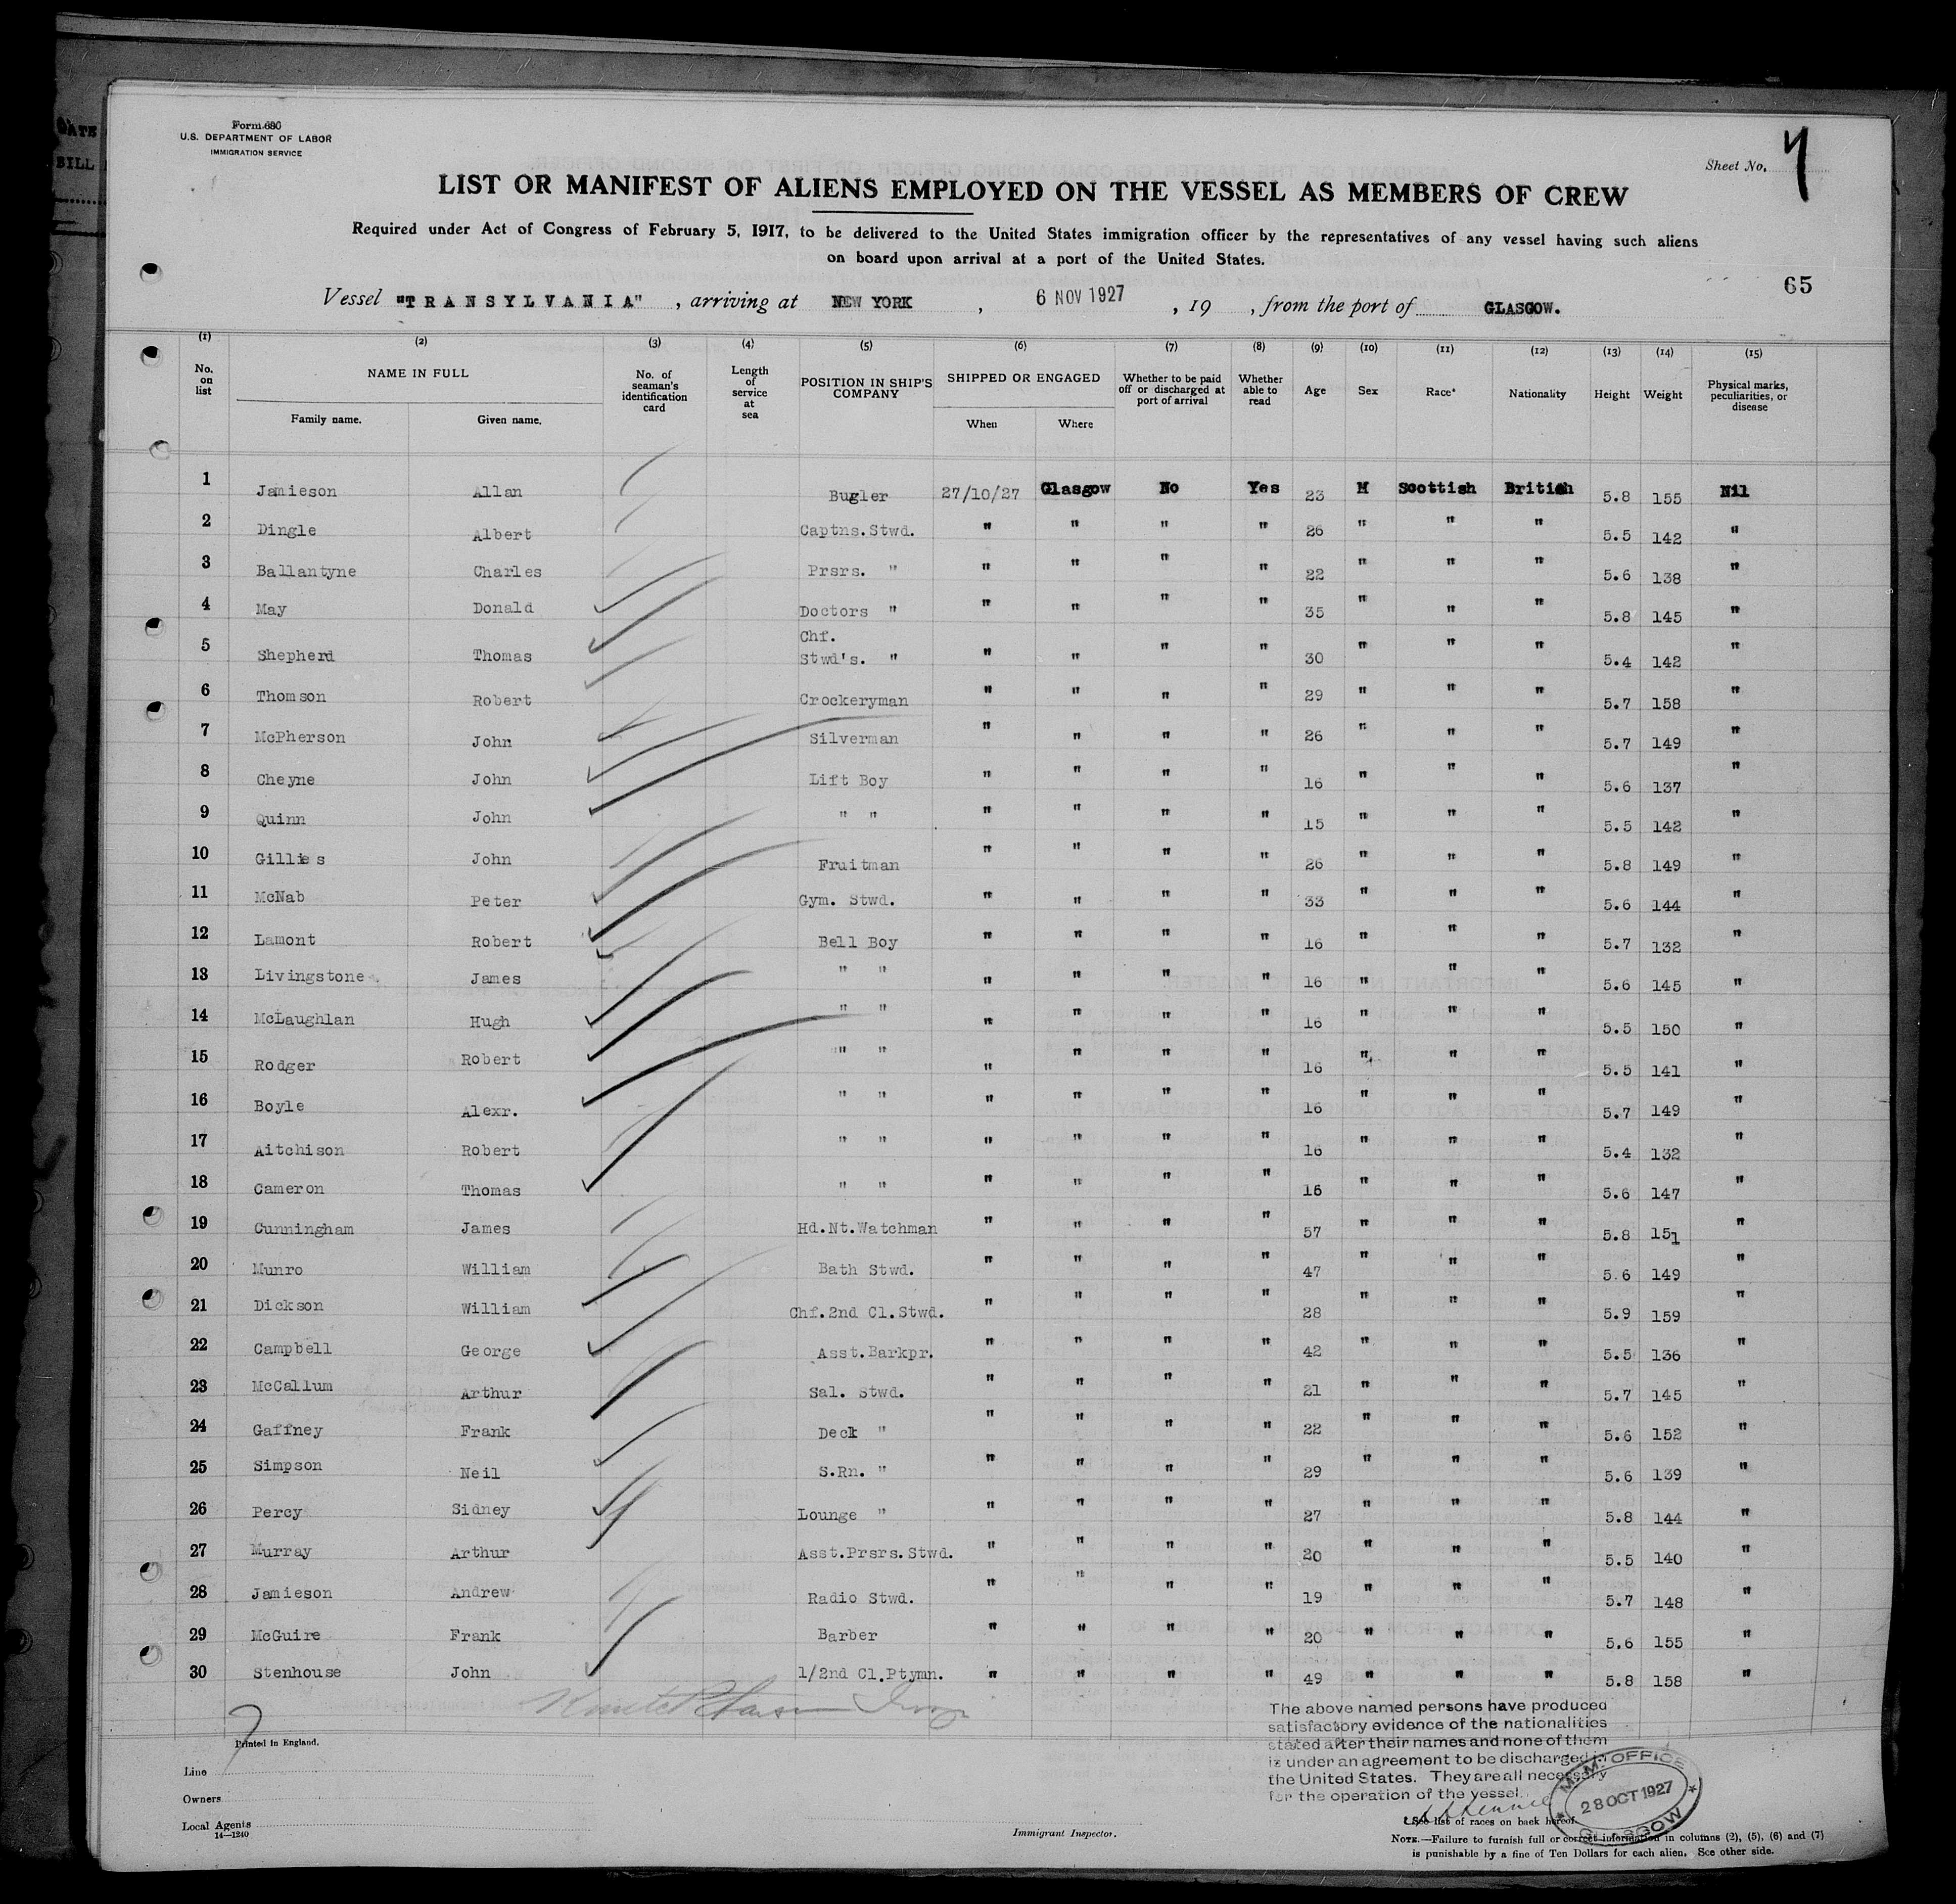 DATE
BILL
Form 680
U.S. DEPARTMENT OF LABOR
IMMIGRATION SERVICE
Sheet No. 7
LIST OR MANIFEST OF ALIENS EMPLOYED ON THE VESSEL AS MEMBERS OF CREW
Required under Act of Congress of February 5, 1917, to be delivered to the United States immigration officer by the representatives of any vessel having such aliens
on board upon arrival at a port of the United States.
65
Vessel "TRANSYLVANIA" , arriving at NEW YORK , 6 NOV 1927 , 19 , from the port of GLASGOW.
(1) (2) (3) (4) (5) (6) (7) (8) (9) (10) (11) (12) (13) (14) (15)
No. on list NAME IN FULL Family name. Given name. No. of seaman's identification card Length of service at sea POSITION IN SHIP'S COMPANY SHIPPED OR ENGAGED When Where Whether to be paid off or discharged at port of arrival Whether able to read Age Sex Race* Nationality Height Weight Physical marks, peculiarities, or disease
1 Jamieson Allan Bugler 27/10/27 Glasgow No Yes 23 M Scottish British 5.8 155 Nil
2 Dingle Albert Captns.Stwd. " " " " 26 " " " 5.5 142 "
3 Ballantyne Charles Prsrs. " " " " " 22 " " " 5.6 138 "
4 May Donald Doctors " " " " " 35 " " " 5.8 145 "
5 Shepherd Thomas Chf. Stwd's. " " " " " 30 " " " 5.4 142 "
6 Thomson Robert Crockeryman " " " " 29 " " " 5.7 158 "
7 McPherson John Silverman " " " " 26 " " " 5.7 149 "
8 Cheyne John Lift Boy " " " " 16 " " " 5.6 137 "
9 Quinn John " " " " " " 15 " " " 5.5 142 "
10 Gillies John Fruitman " " " " 26 " " " 5.8 149 "
11 McNab Peter Gym. Stwd. " " " " 33 " " " 5.6 144 "
12 Lamont Robert Bell Boy " " " " 16 " " " 5.7 132 "
13 Livingstone James " " " " " " 16 " " " 5.6 145 "
14 McLaughlan Hugh " " " " " " 16 " " " 5.5 150 "
15 Rodger Robert " " " " " " 16 " " " 5.5 141 "
16 Boyle Alexr. " " " " " " 16 " " " 5.7 149 "
17 Aitchison Robert " " " " " " 16 " " " 5.4 132 "
18 Cameron Thomas " " " " " " 16 " " " 5.6 147 "
19 Cunningham James Hd.Nt.Watchman " " " " 57 " " " 5.8 151 "
20 Munro William Bath Stwd. " " " " 47 " " " 5.6 149 "
21 Dickson William Chf.2nd Cl.Stwd. " " " " 28 " " " 5.9 159 "
22 Campbell George Asst.Barkpr. " " " " 42 " " " 5.5 136 "
23 McCallum Arthur Sal. Stwd. " " " " 21 " " " 5.7 145 "
24 Gaffney Frank Deck " " " " " 22 " " " 5.6 152 "
25 Simpson Neil S.Rn. " " " " " 29 " " " 5.6 139 "
26 Percy Sidney Lounge " " " " " 27 " " " 5.8 144 "
27 Murray Arthur Asst.Prsrs.Stwd. " " " " 20 " " " 5.5 140 "
28 Jamieson Andrew Radio Stwd. " " " " 19 " " " 5.7 148 "
29 McGuire Frank Barber " " " " 20 " " " 5.6 155 "
30 Stenhouse John 1/2nd Cl.Ptymn. " " " " 49 " " " 5.8 158 "
The above named persons have produced
satisfactory evidence of the nationalities
stated after their names and none of them
is under an agreement to be discharged in
the United States. They are all necessary
for the operation of the vessel.
Printed in England.
Line
Owners
Local Agents
14—1240
Immigrant Inspector.
M.M. OFFICE
28 OCT 1927
GLASGOW
* See list of races on back hereof.
NOTE.—Failure to furnish full or correct information in columns (2), (5), (6) and (7)
is punishable by a fine of Ten Dollars for each alien. See other side.